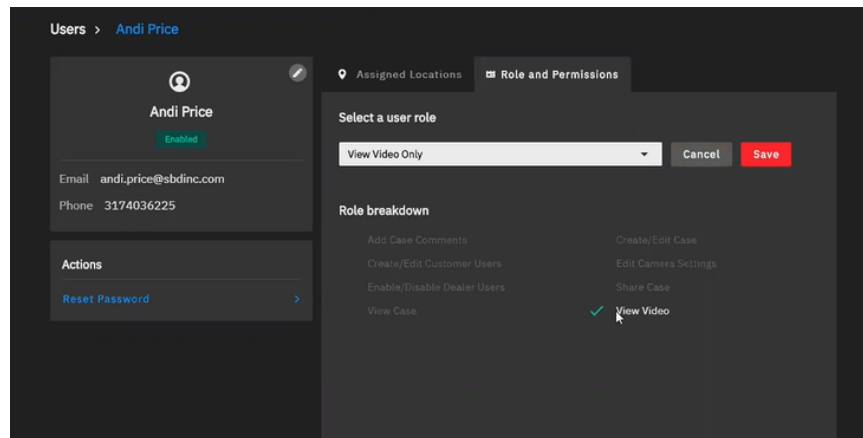 Users > Andi Price
Andi Price
Enabled
Email andi.price@sbdinc.com
Phone 3174036225
Actions
Reset Password >
Assigned Locations
Role and Permissions
Select a user role
View Video Only
Cancel
Save
Role breakdown
Add Case Comments
Create/Edit Case
Create/Edit Customer Users
Edit Camera Settings
Enable/Disable Dealer Users
Share Case
View Case
View Video